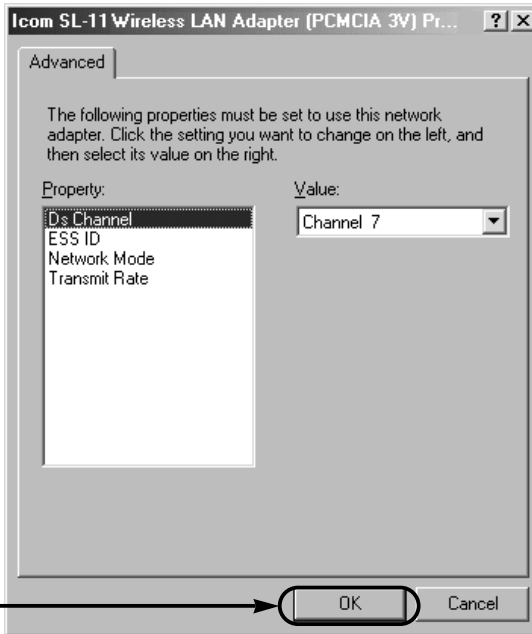 Icom SL-11 Wireless LAN Adapter (PCMCIA 3V) Pr... ? X
Advanced
The following properties must be set to use this network
adapter. Click the setting you want to change on the left, and
then select its value on the right.
Property:
Ds Channel
ESS ID
Network Mode
Transmit Rate
Value:
Channel 7
OK Cancel